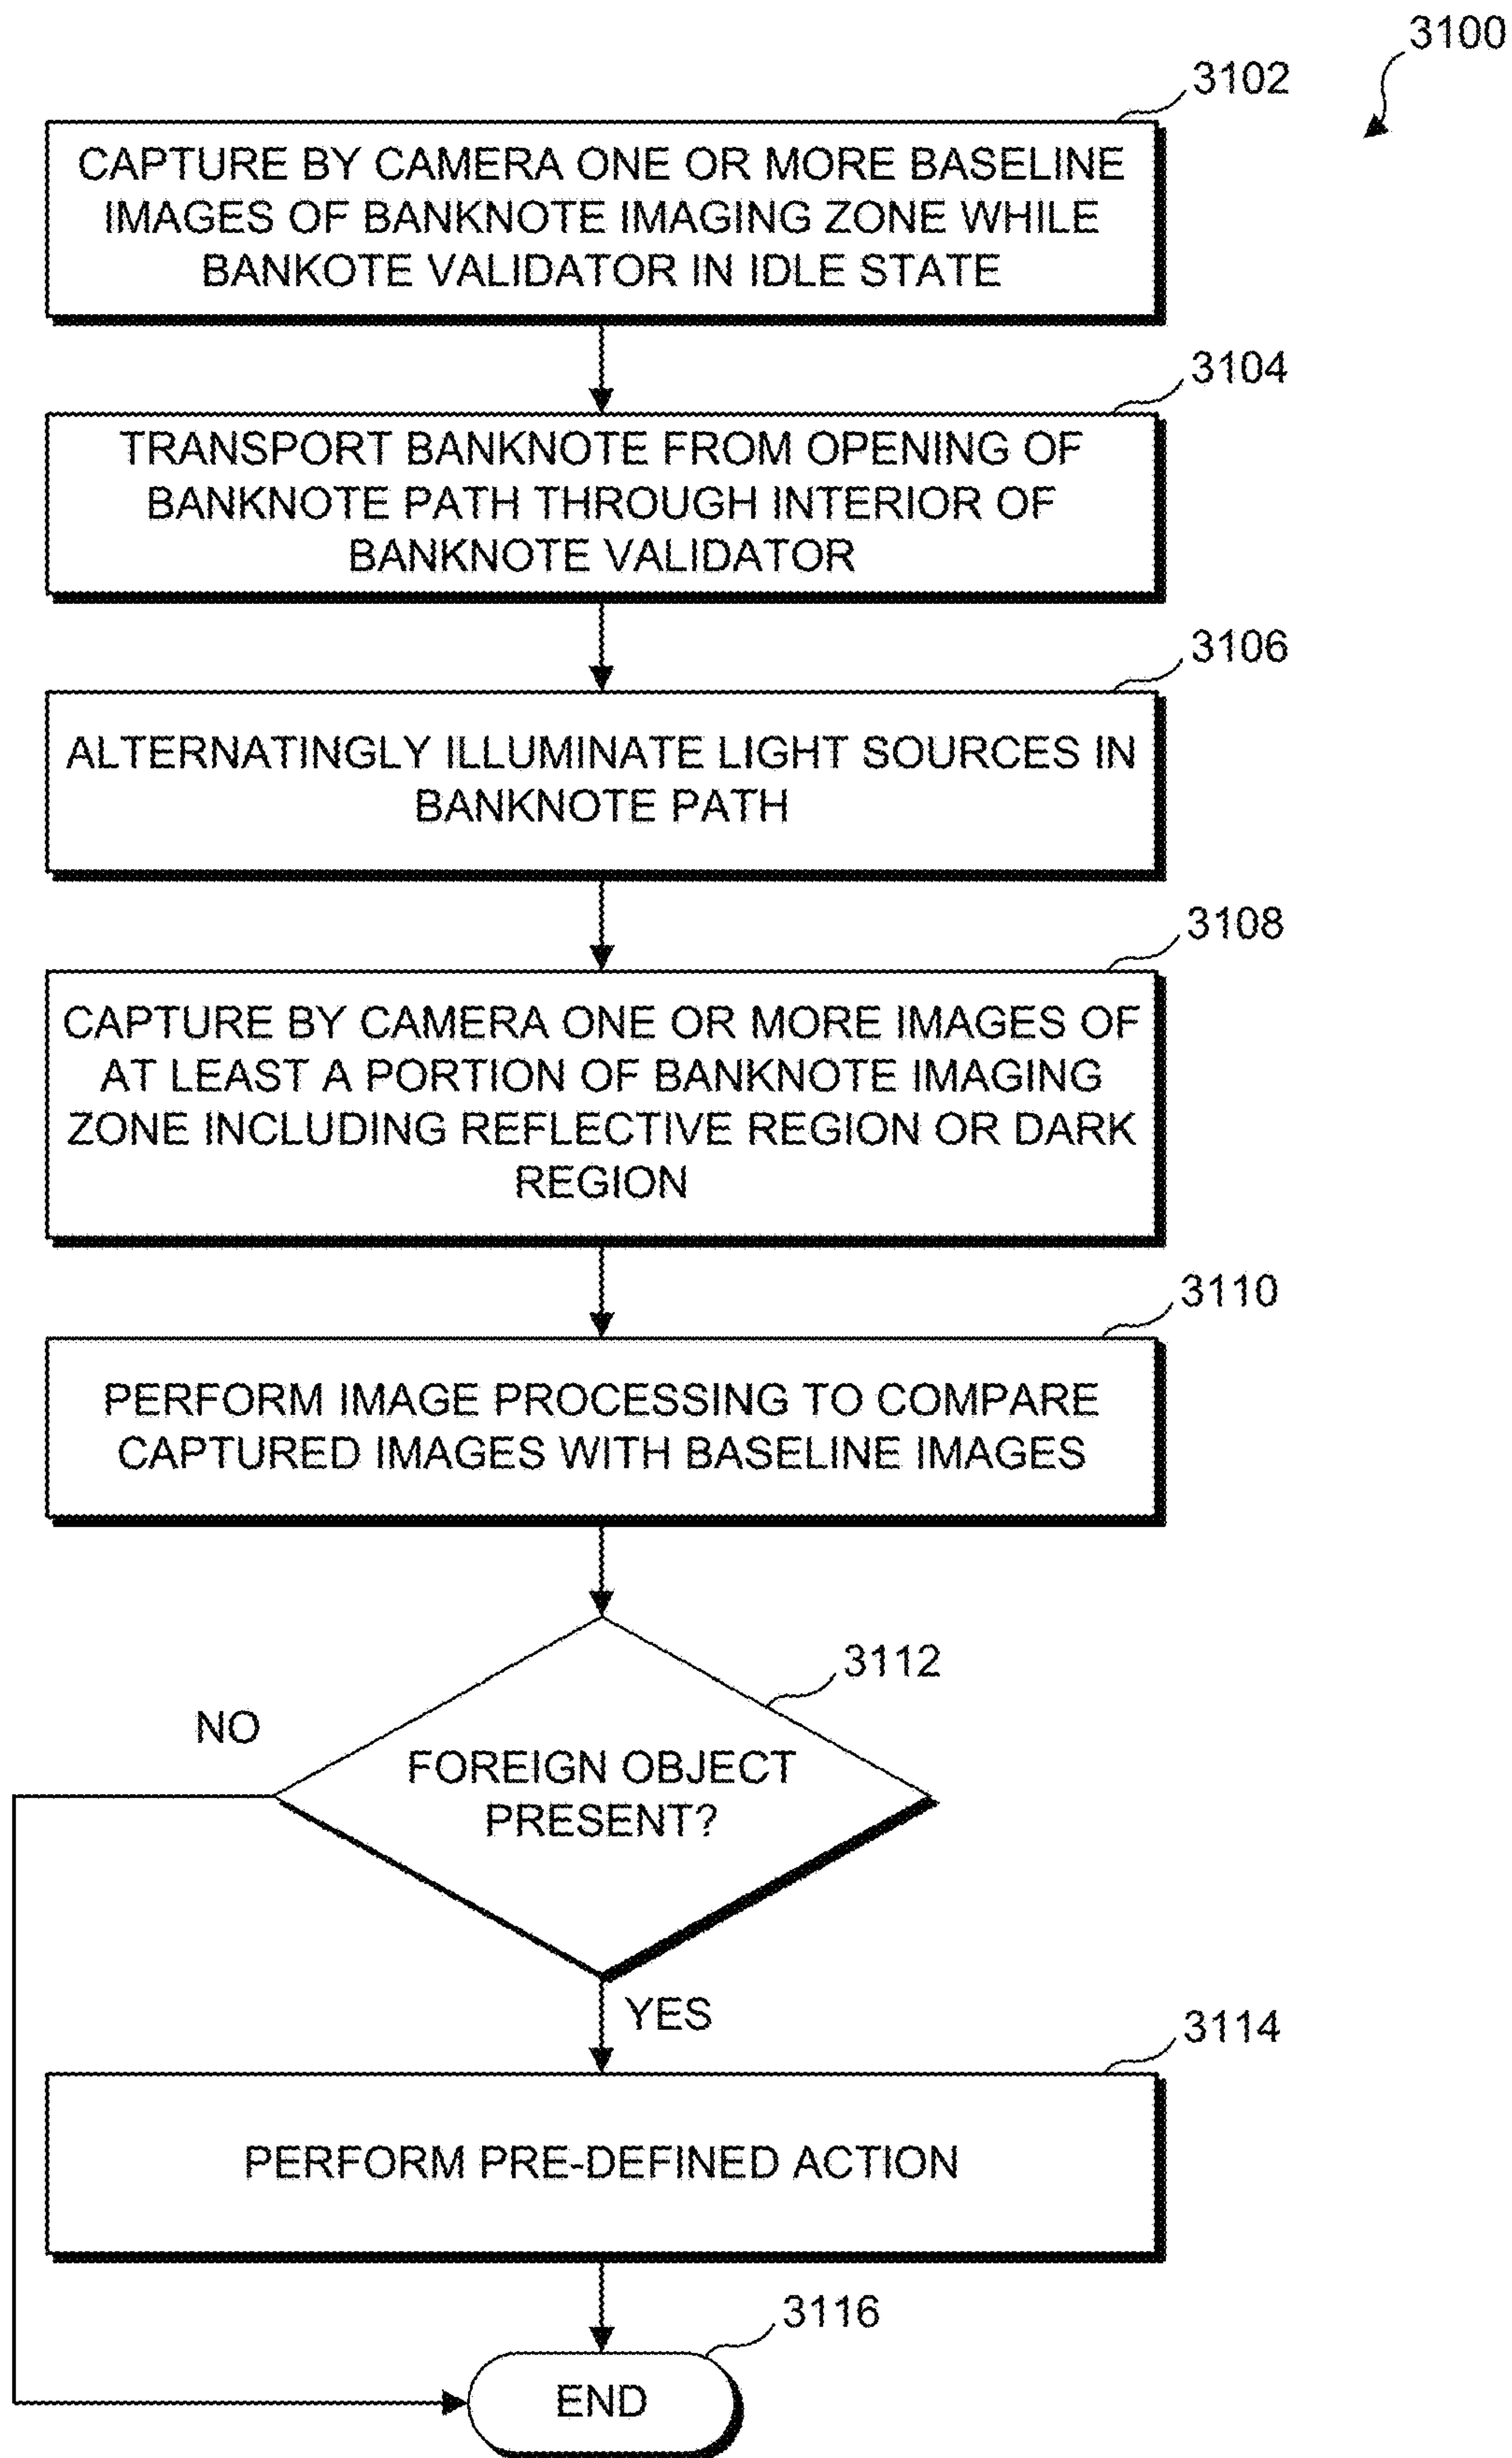 3100
3102
CAPTURE BY CAMERA ONE OR MORE BASELINE
IMAGES OF BANKNOTE IMAGING ZONE WHILE
BANKOTE VALIDATOR IN IDLE STATE
3104
TRANSPORT BANKNOTE FROM OPENING OF
BANKNOTE PATH THROUGH INTERIOR OF
BANKNOTE VALIDATOR
3106
ALTERNATINGLY ILLUMINATE LIGHT SOURCES IN
BANKNOTE PATH
3108
CAPTURE BY CAMERA ONE OR MORE IMAGES OF
AT LEAST A PORTION OF BANKNOTE IMAGING
ZONE INCLUDING REFLECTIVE REGION OR DARK
REGION
3110
PERFORM IMAGE PROCESSING TO COMPARE
CAPTURED IMAGES WITH BASELINE IMAGES
3112
NO
FOREIGN OBJECT
PRESENT?
YES
3114
PERFORM PRE-DEFINED ACTION
3116
END